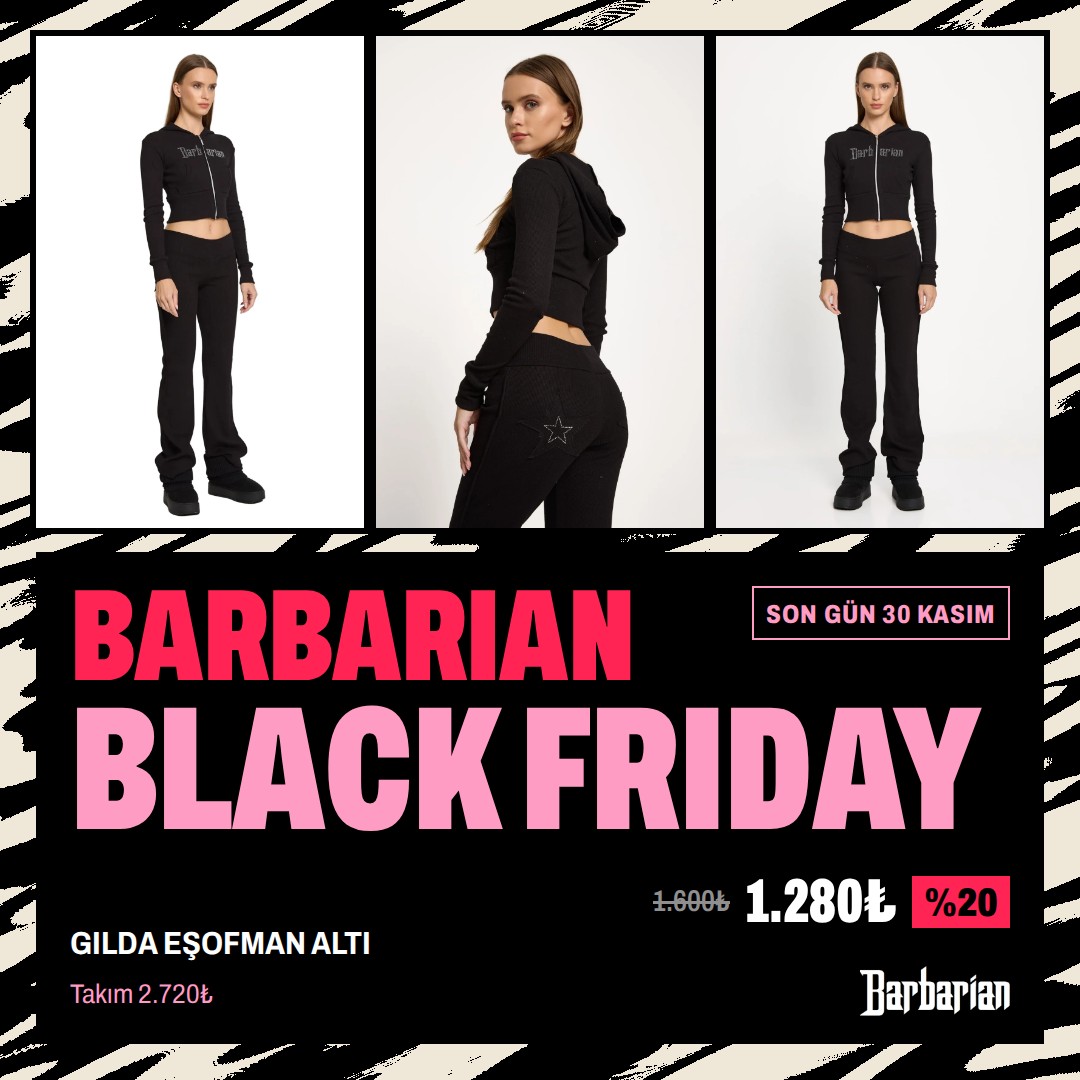 Barbarian
Barbarian
BARBARIAN
SON GÜN 30 KASIM
BLACK FRIDAY
1.600₺ 1.280₺ %20
GILDA EŞOFMAN ALTI
Takım 2.720₺
Barbarian